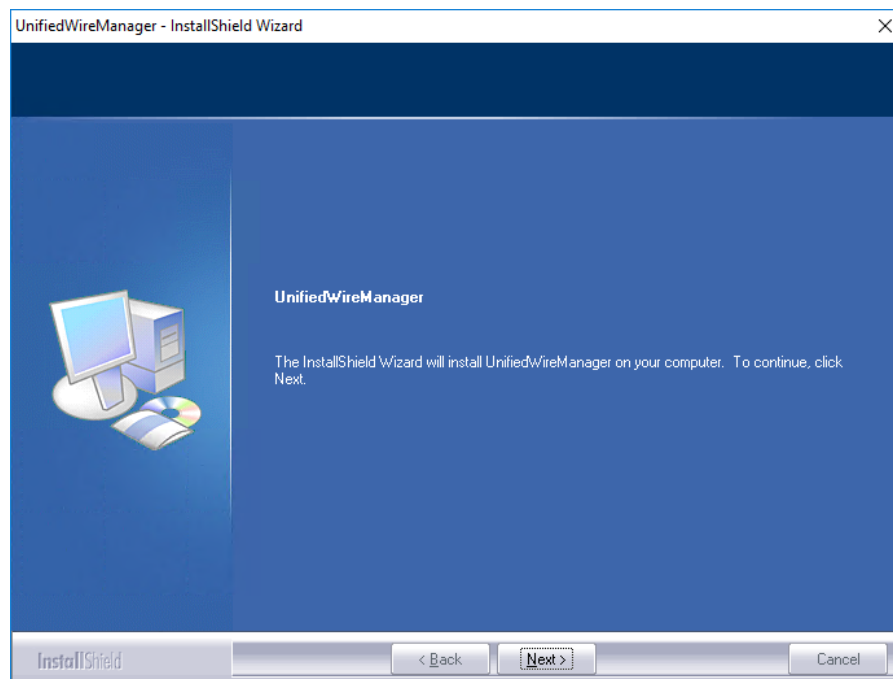 UnifiedWireManager - InstallShield Wizard
UnifiedWireManager
The InstallShield Wizard will install UnifiedWireManager on your computer. To continue, click
Next.
InstallShield
< Back
Next >
Cancel